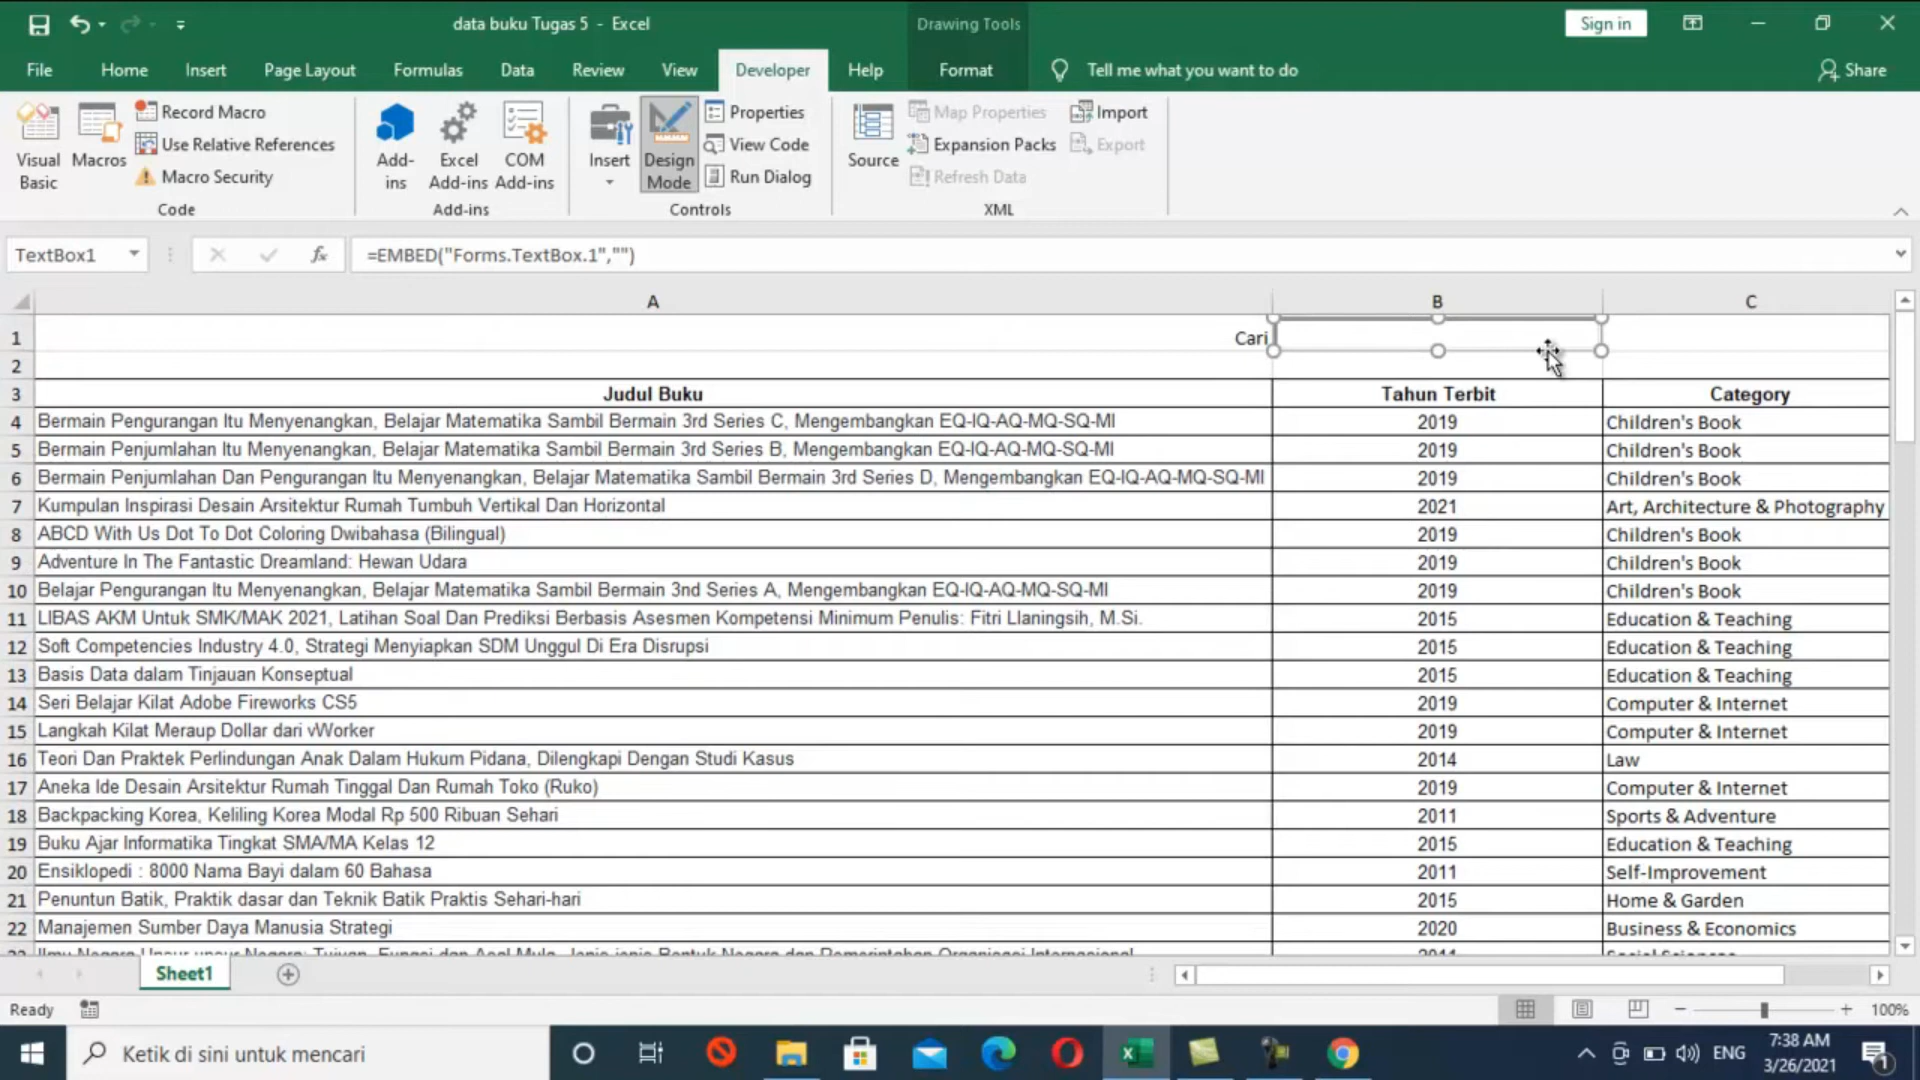 data buku Tugas 5 - Excel
Drawing Tools
Sign in
File Home Insert Page Layout Formulas Data Review View Developer Help Format Tell me what you want to do Share
Visual Basic
Macros
Record Macro
Use Relative References
Macro Security
Code
Add-ins
Excel Add-ins
COM Add-ins
Add-ins
Insert
Design Mode
Properties
View Code
Run Dialog
Controls
Source
Map Properties
Expansion Packs
Refresh Data
Import
Export
XML
TextBox1
fx
=EMBED("Forms.TextBox.1","")
A B C
1 Cari
2
3 Judul Buku Tahun Terbit Category
4 Bermain Pengurangan Itu Menyenangkan, Belajar Matematika Sambil Bermain 3rd Series C, Mengembangkan EQ-IQ-AQ-MQ-SQ-MI 2019 Children's Book
5 Bermain Penjumlahan Itu Menyenangkan, Belajar Matematika Sambil Bermain 3rd Series B, Mengembangkan EQ-IQ-AQ-MQ-SQ-MI 2019 Children's Book
6 Bermain Penjumlahan Dan Pengurangan Itu Menyenangkan, Belajar Matematika Sambil Bermain 3rd Series D, Mengembangkan EQ-IQ-AQ-MQ-SQ-MI 2019 Children's Book
7 Kumpulan Inspirasi Desain Arsitektur Rumah Tumbuh Vertikal Dan Horizontal 2021 Art, Architecture & Photography
8 ABCD With Us Dot To Dot Coloring Dwibahasa (Bilingual) 2019 Children's Book
9 Adventure In The Fantastic Dreamland: Hewan Udara 2019 Children's Book
10 Belajar Pengurangan Itu Menyenangkan, Belajar Matematika Sambil Bermain 3nd Series A, Mengembangkan EQ-IQ-AQ-MQ-SQ-MI 2019 Children's Book
11 LIBAS AKM Untuk SMK/MAK 2021, Latihan Soal Dan Prediksi Berbasis Asesmen Kompetensi Minimum Penulis: Fitri Llaningsih, M.Si. 2015 Education & Teaching
12 Soft Competencies Industry 4.0, Strategi Menyiapkan SDM Unggul Di Era Disrupsi 2015 Education & Teaching
13 Basis Data dalam Tinjauan Konseptual 2015 Education & Teaching
14 Seri Belajar Kilat Adobe Fireworks CS5 2019 Computer & Internet
15 Langkah Kilat Meraup Dollar dari vWorker 2019 Computer & Internet
16 Teori Dan Praktek Perlindungan Anak Dalam Hukum Pidana, Dilengkapi Dengan Studi Kasus 2014 Law
17 Aneka Ide Desain Arsitektur Rumah Tinggal Dan Rumah Toko (Ruko) 2019 Computer & Internet
18 Backpacking Korea, Keliling Korea Modal Rp 500 Ribuan Sehari 2011 Sports & Adventure
19 Buku Ajar Informatika Tingkat SMA/MA Kelas 12 2015 Education & Teaching
20 Ensiklopedi : 8000 Nama Bayi dalam 60 Bahasa 2011 Self-Improvement
21 Penuntun Batik, Praktik dasar dan Teknik Batik Praktis Sehari-hari 2015 Home & Garden
22 Manajemen Sumber Daya Manusia Strategi 2020 Business & Economics
Sheet1
Ready
100%
Ketik di sini untuk mencari
ENG
7:38 AM
3/26/2021
1